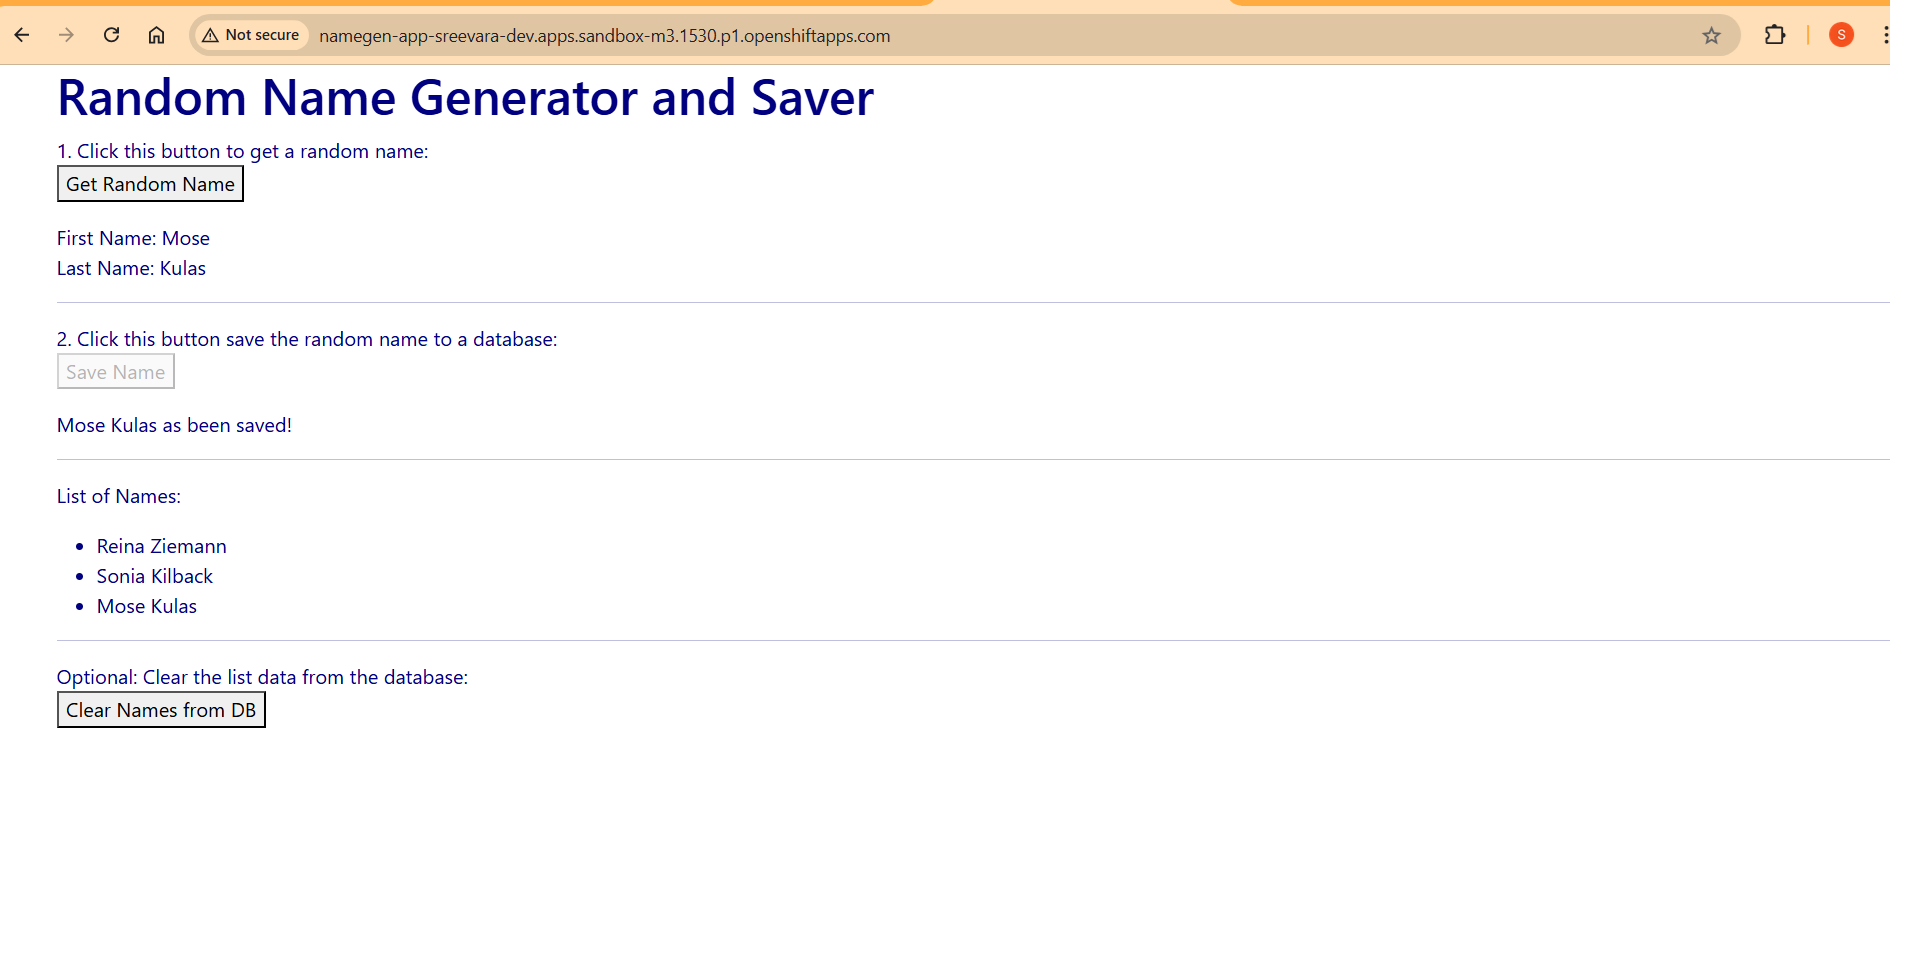 Not secure namegen-app-sreevara-dev.apps.sandbox-m3.1530.p1.openshiftapps.com S
Random Name Generator and Saver
1. Click this button to get a random name:
Get Random Name
First Name: Mose
Last Name: Kulas
2. Click this button save the random name to a database:
Save Name
Mose Kulas as been saved!
List of Names:
• Reina Ziemann
• Sonia Kilback
• Mose Kulas
Optional: Clear the list data from the database:
Clear Names from DB